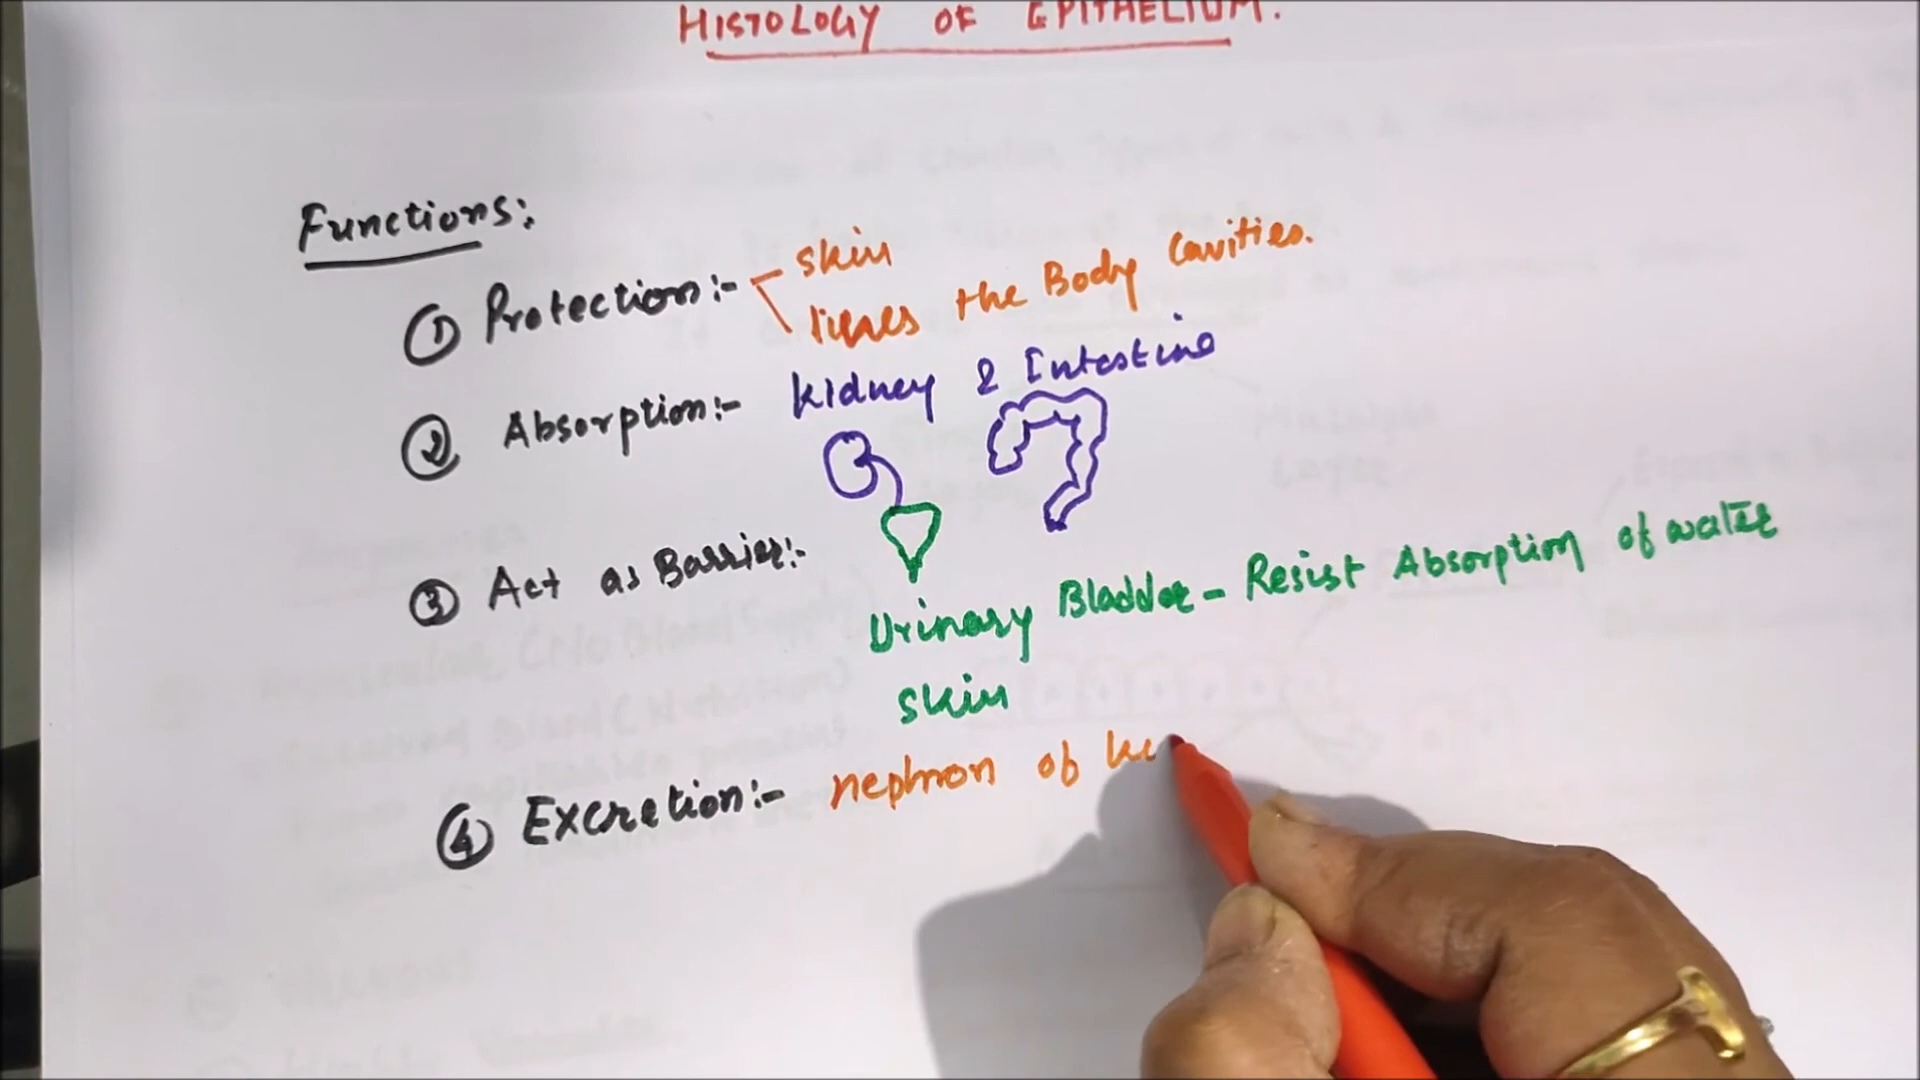 HISTOLOGY OF EPITHELIUM.
Functions:
① Protection:- skin
lines the Body Cavities.
② Absorption:- kidney & Intestine
③ Act as Barrier:-
Urinary Bladder - Resist Absorption of water
skin
④ Excretion:- nephron of